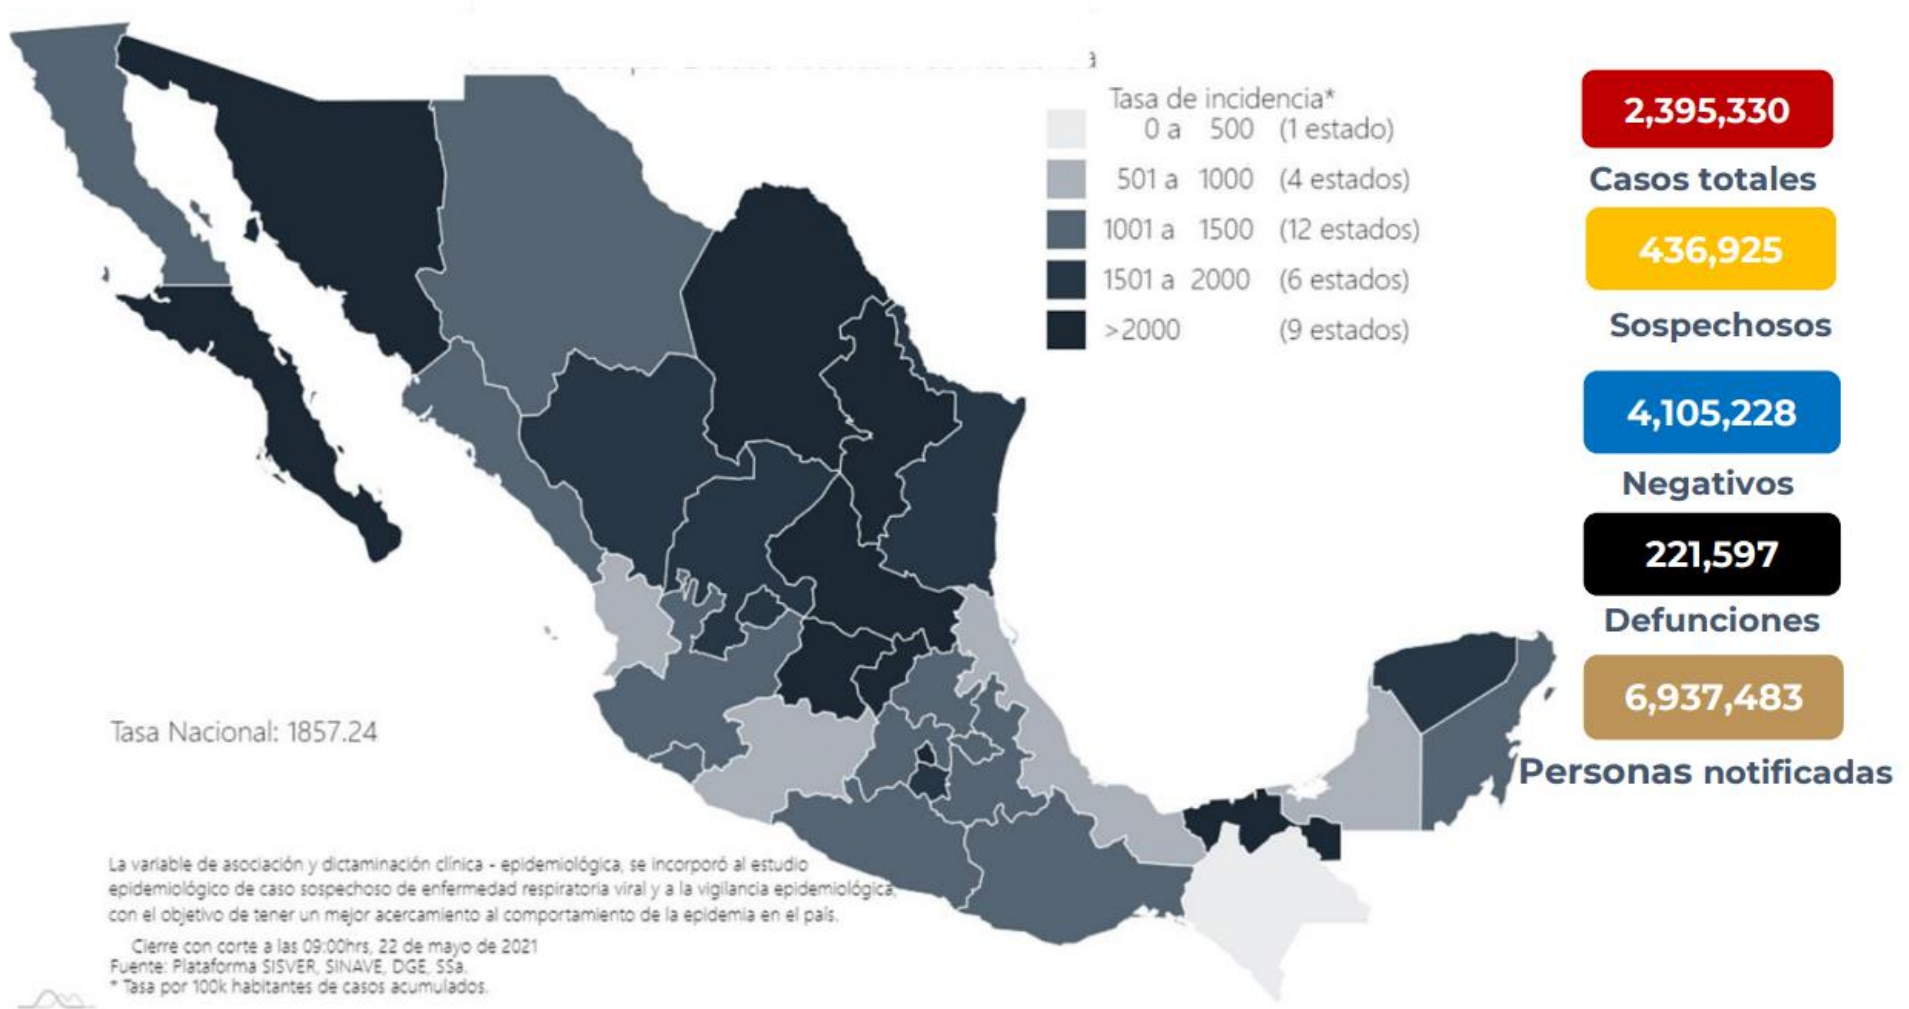 Tasa de incidencia*
0 a 500 (1 estado)
501 a 1000 (4 estados)
1001 a 1500 (12 estados)
1501 a 2000 (6 estados)
>2000 (9 estados)
2,395,330
Casos totales
436,925
Sospechosos
4,105,228
Negativos
221,597
Defunciones
6,937,483
Personas notificadas
Tasa Nacional: 1857.24
La variable de asociación y dictaminación clínica - epidemiológica, se incorporó al estudio
epidemiológico de caso sospechoso de enfermedad respiratoria viral y a la vigilancia epidemiológica,
con el objetivo de tener un mejor acercamiento al comportamiento de la epidemia en el país.
Cierre con corte a las 09:00hrs, 22 de mayo de 2021
Fuente: Plataforma SISVER, SINAVE, DGE, SSa.
* Tasa por 100k habitantes de casos acumulados.